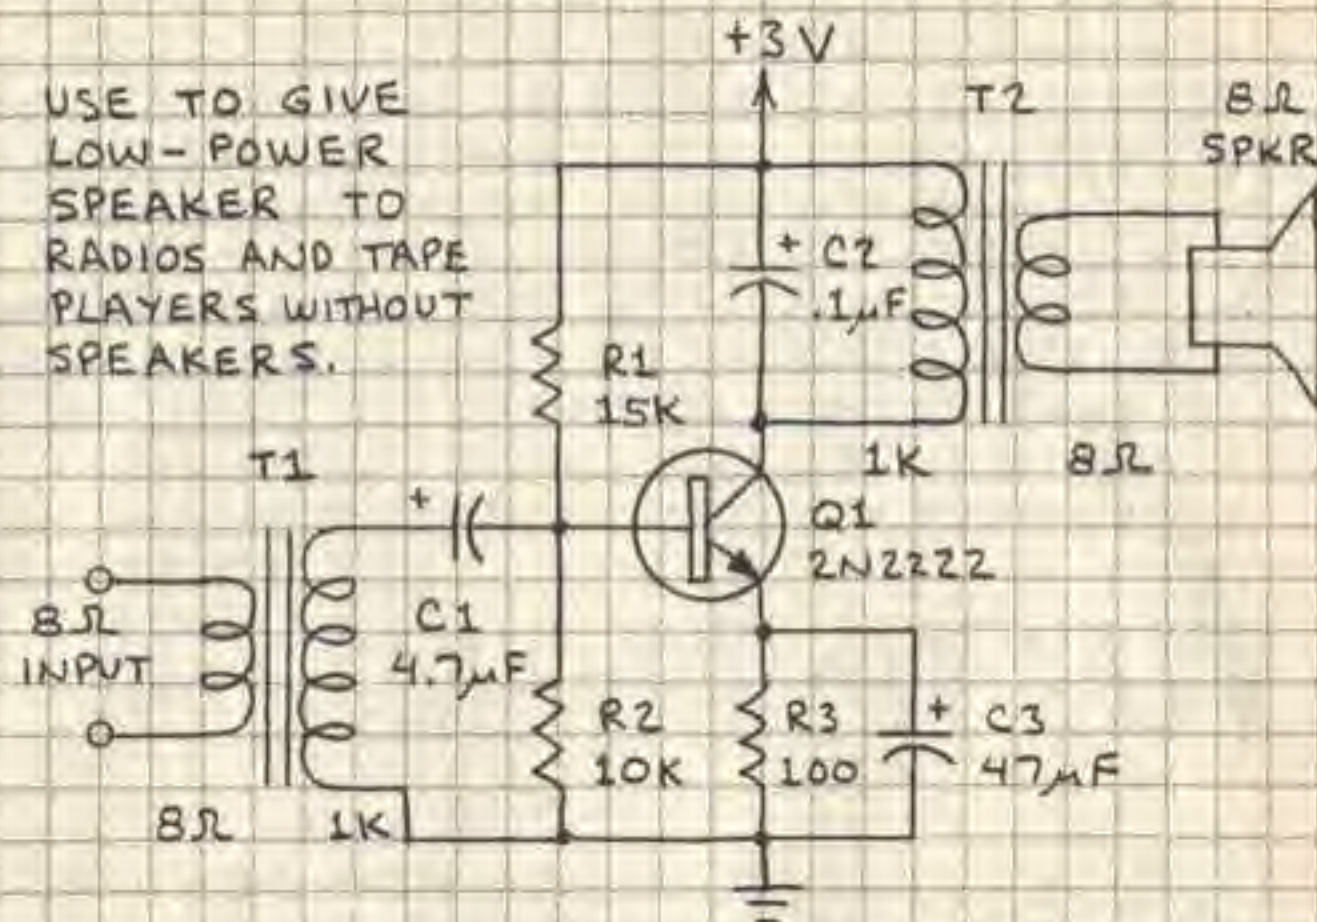 +3V
USE TO GIVE
LOW-POWER
SPEAKER TO
RADIOS AND TAPE
PLAYERS WITHOUT
SPEAKERS.
T2
8Ω
SPKR
+ C2
.1μF
R1
15K
1K
8Ω
T1
+
C1
4.7μF
Q1
2N2222
8Ω
INPUT
R2
10K
R3
100
+ C3
47μF
8Ω
1K